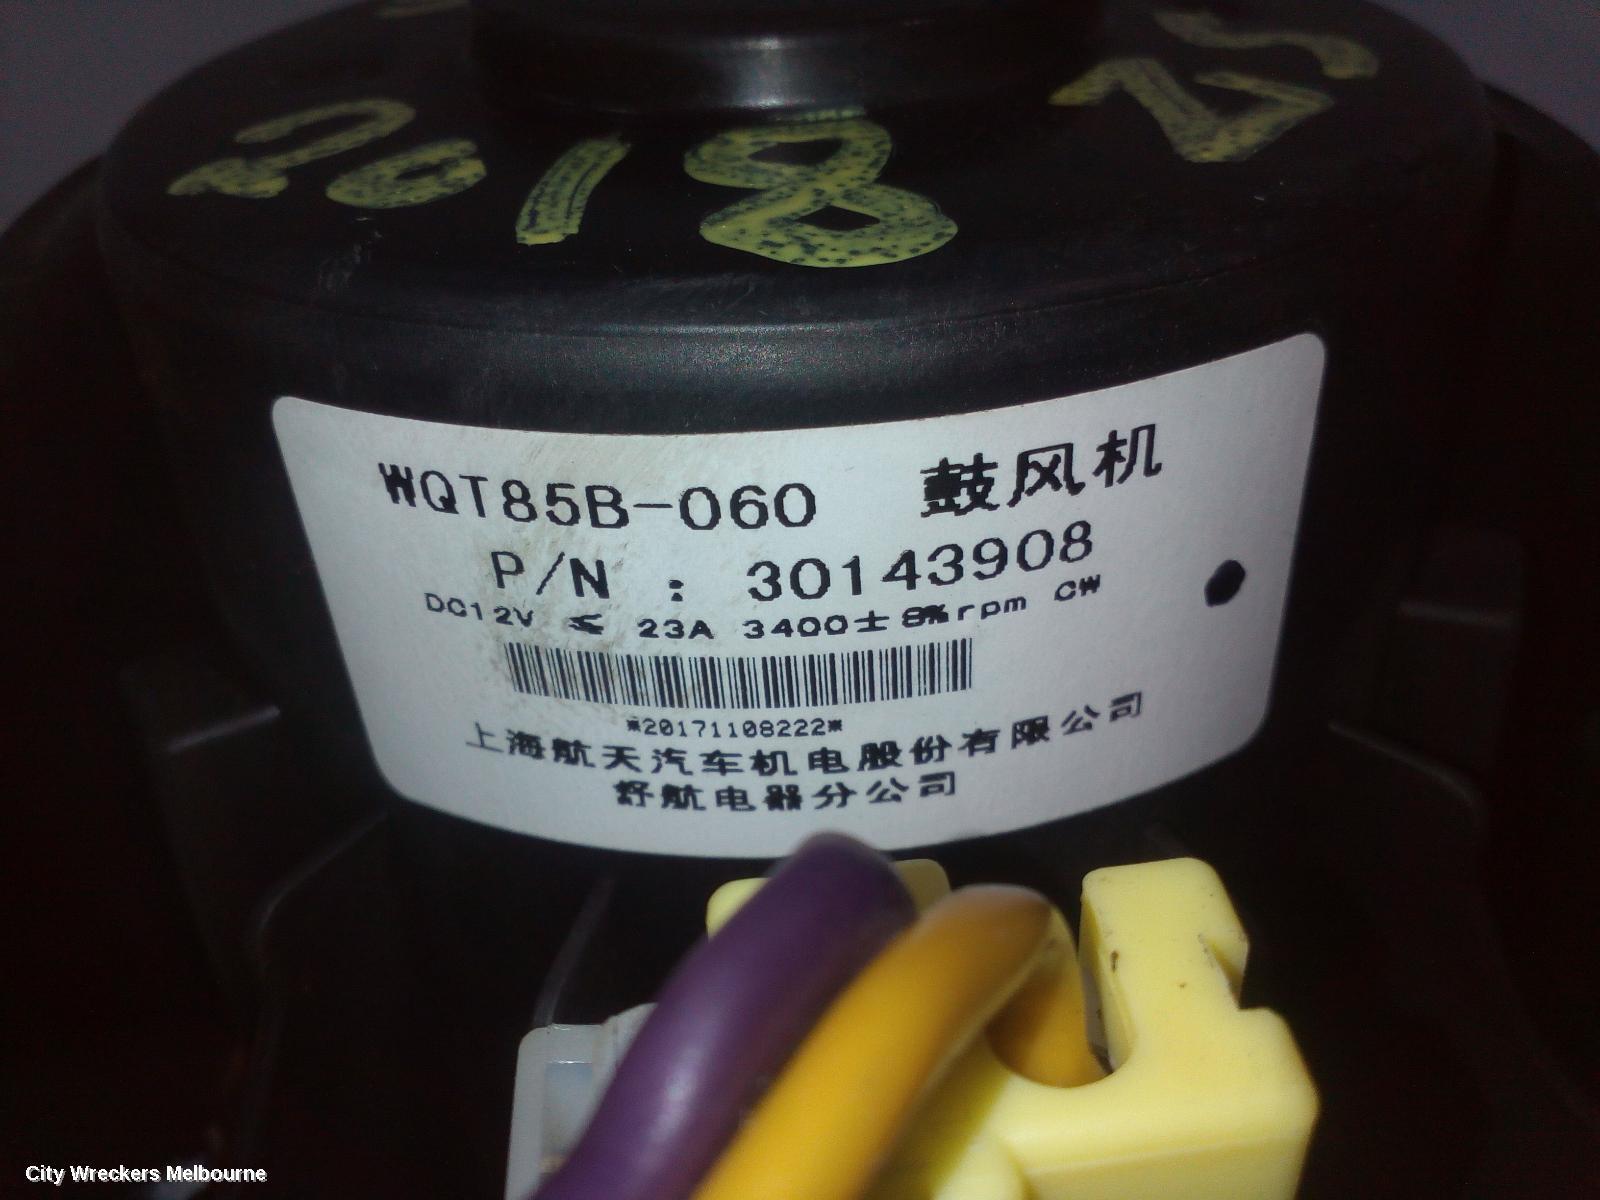 2018
WQT85B-060 鼓风机
P/N : 30143908
DC12V ≤ 23A 3400±8%rpm CW
*20171108222*
上海航天汽车机电股份有限公司
舒航电器分公司
City Wreckers Melbourne